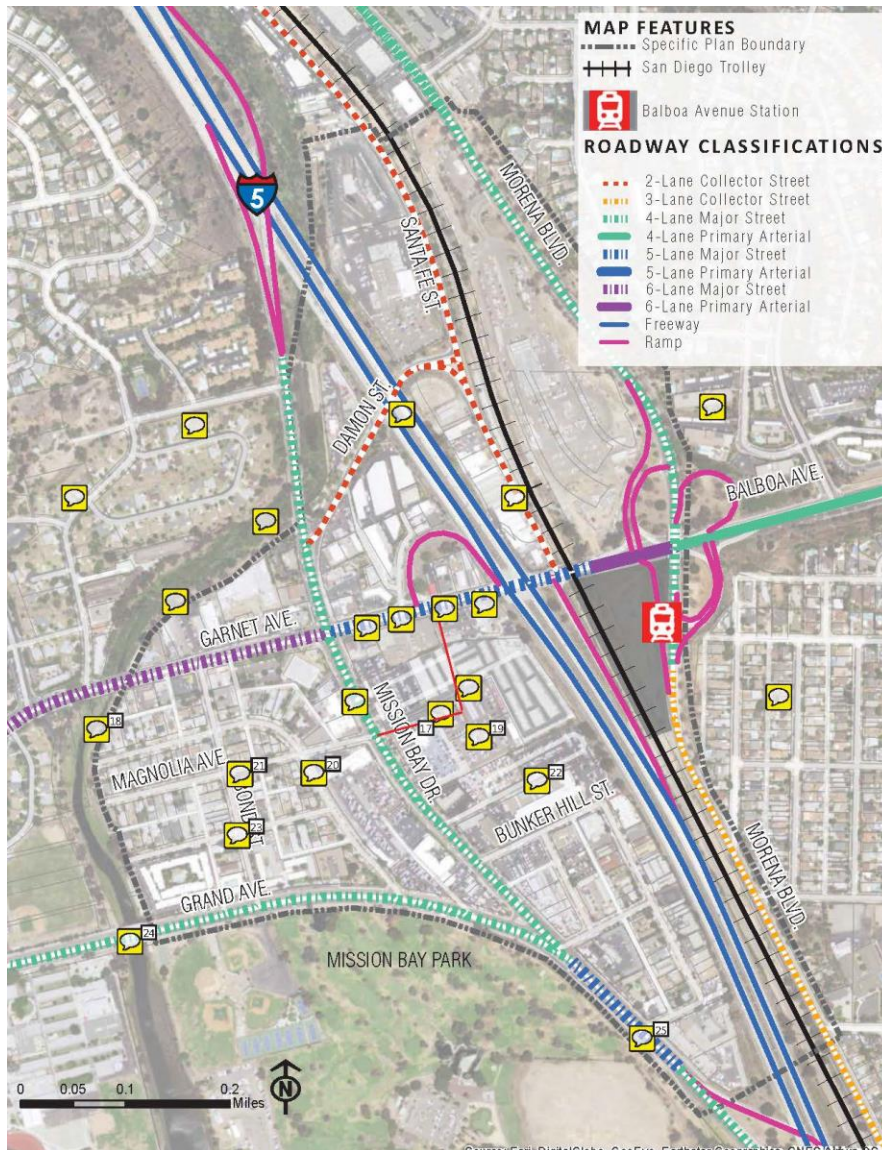 MAP FEATURES
Specific Plan Boundary
San Diego Trolley
Balboa Avenue Station
ROADWAY CLASSIFICATIONS
2-Lane Collector Street
3-Lane Collector Street
4-Lane Major Street
4-Lane Primary Arterial
5-Lane Major Street
5-Lane Primary Arterial
6-Lane Major Street
6-Lane Primary Arterial
Freeway
Ramp
5
MORENA BLVD.
SANTA FE ST.
DAMON ST.
BALBOA AVE.
GARNET AVE.
MISSION BAY DR.
17
18
19
MAGNOLIA AVE.
21
20
22
BOND ST
23
BUNKER HILL ST.
MORENA BLVD.
GRAND AVE.
24
MISSION BAY PARK
25
0 0.05 0.1 0.2
Miles
N